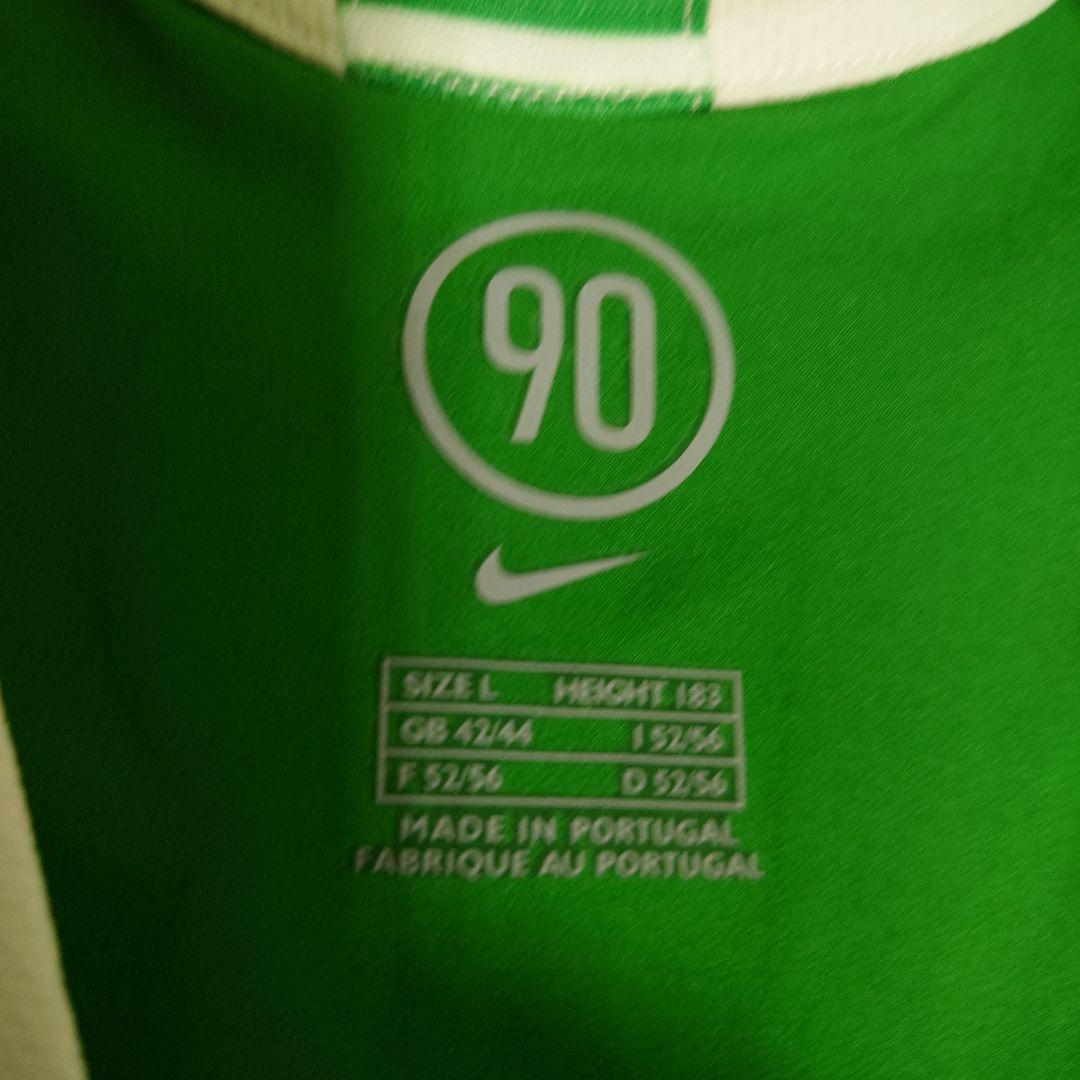 90
SIZE L HEIGHT 183
GB 42/44 I 52/56
F 52/56 D 52/56
MADE IN PORTUGAL
FABRIQUE AU PORTUGAL